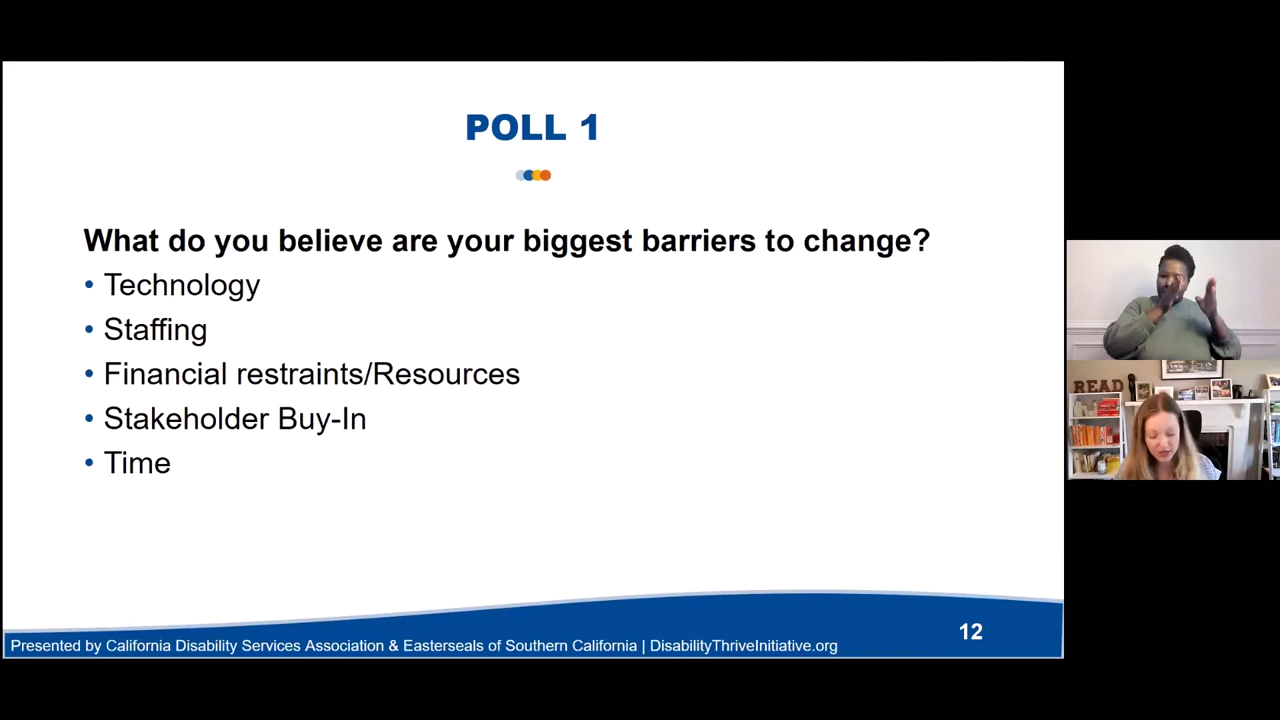 POLL 1
What do you believe are your biggest barriers to change?
• Technology
• Staffing
• Financial restraints/Resources
• Stakeholder Buy-In
• Time
12
Presented by California Disability Services Association & Easterseals of Southern California | DisabilityThriveInitiative.org
READ